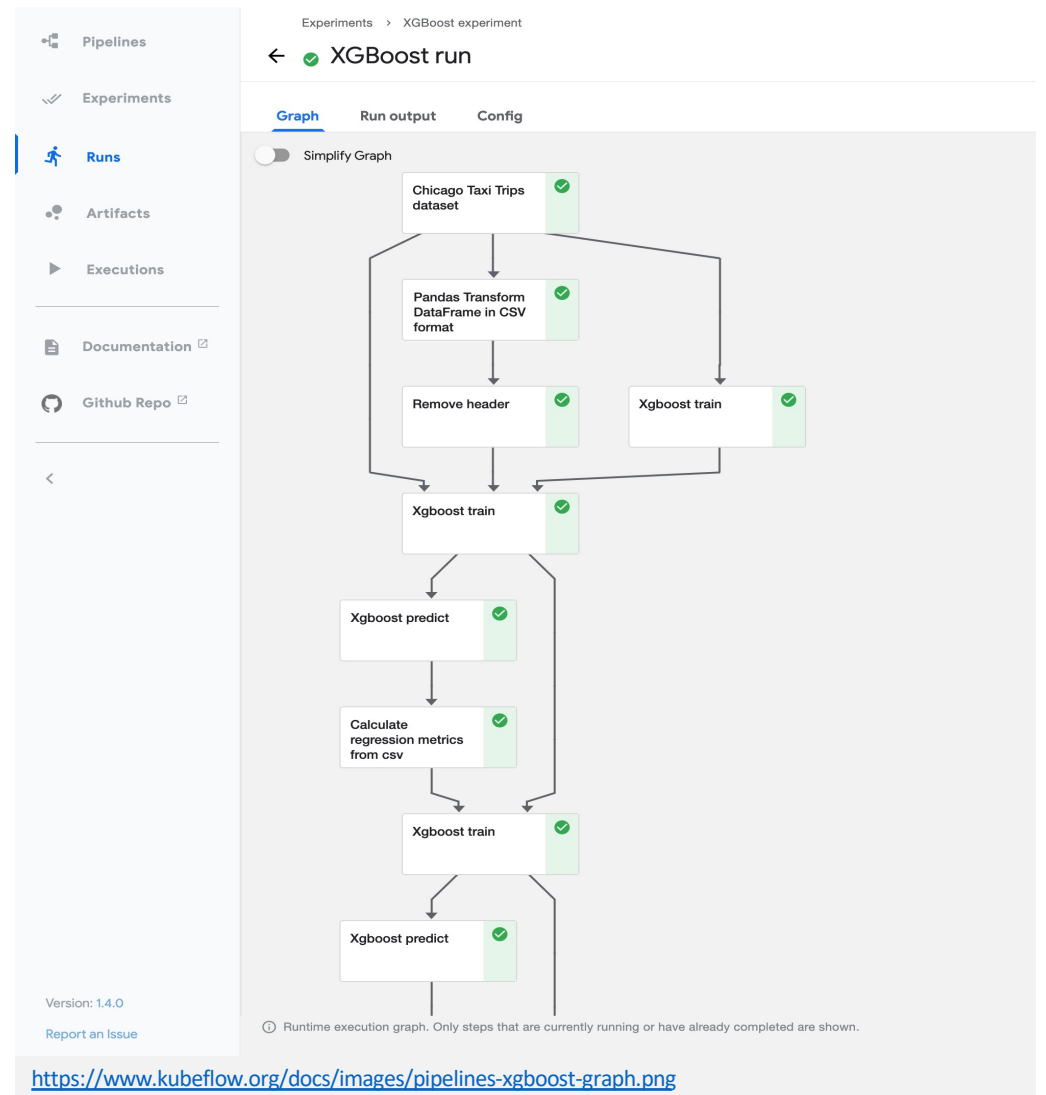 Experiments > XGBoost experiment
XGBoost run
Pipelines
Experiments
Runs
Artifacts
Executions
Documentation
Github Repo
Version: 1.4.0
Report an Issue
Graph Run output Config
Simplify Graph
Chicago Taxi Trips
dataset
Pandas Transform
DataFrame in CSV
format
Remove header
Xgboost train
Xgboost train
Xgboost predict
Calculate
regression metrics
from csv
Xgboost train
Xgboost predict
Runtime execution graph. Only steps that are currently running or have already completed are shown.
https://www.kubeflow.org/docs/images/pipelines-xgboost-graph.png